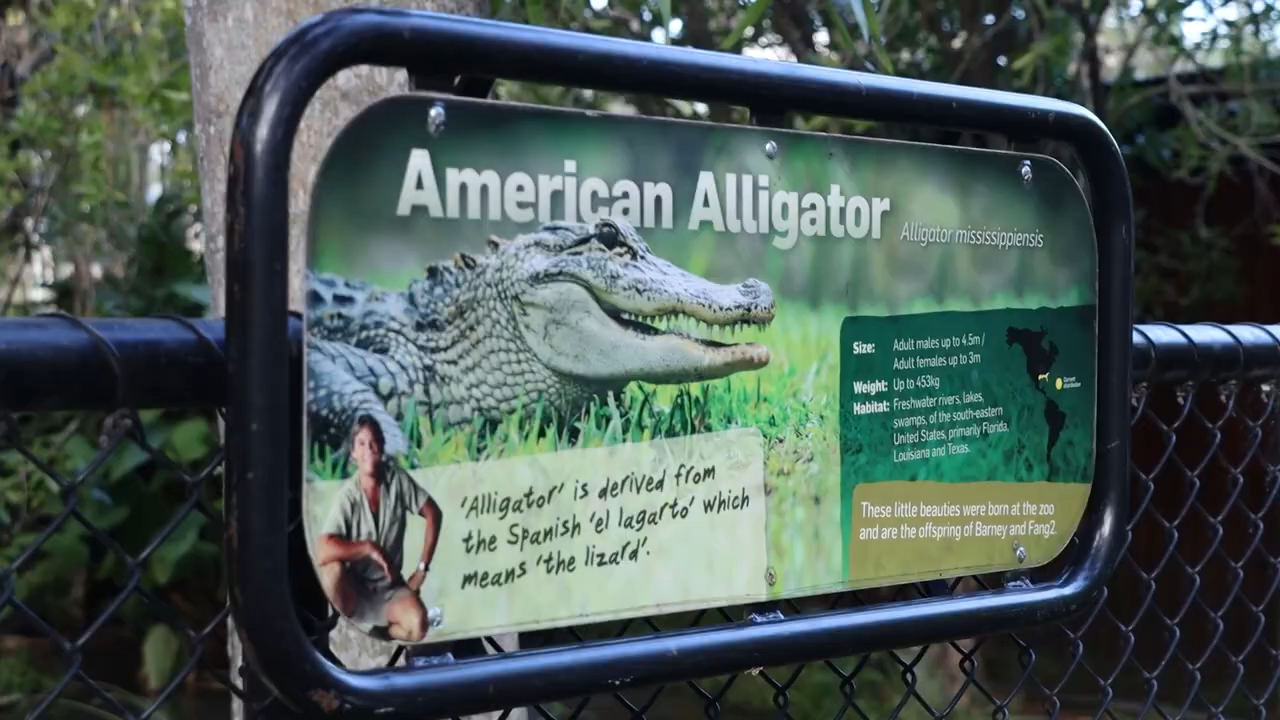 American Alligator Alligator mississippiensis
Size: Adult males up to 4.5m /
Adult females up to 3m
Weight: Up to 453kg
Habitat: Freshwater rivers, lakes,
swamps, of the south-eastern
United States, primarily Florida,
Louisiana and Texas.
Current
distribution
'Alligator' is derived from
the Spanish 'el lagarto' which
means 'the lizard'.
These little beauties were born at the zoo
and are the offspring of Barney and Fang2.